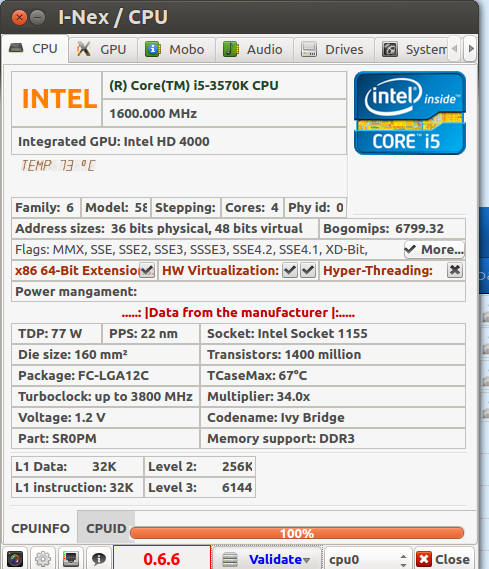 I-Nex / CPU
CPU GPU Mobo Audio Drives System
INTEL
(R) Core(TM) i5-3570K CPU
1600.000 MHz
Integrated GPU: Intel HD 4000
intel inside™
CORE i5
TEMP: 73 °C
Family: 6 Model: 58 Stepping: Cores: 4 Phy id: 0
Address sizes: 36 bits physical, 48 bits virtual Bogomips: 6799.32
Flags: MMX, SSE, SSE2, SSE3, SSSE3, SSE4.2, SSE4.1, XD-Bit, More...
x86 64-Bit Extension HW Virtualization: Hyper-Threading:
Power mangament:
.....: |Data from the manufacturer |:.....
TDP: 77 W PPS: 22 nm Socket: Intel Socket 1155
Die size: 160 mm² Transistors: 1400 million
Package: FC-LGA12C TCaseMax: 67°C
Turboclock: up to 3800 MHz Multiplier: 34.0x
Voltage: 1.2 V Codename: Ivy Bridge
Part: SR0PM Memory support: DDR3
L1 Data: 32K Level 2: 256K
L1 instruction: 32K Level 3: 6144
CPUINFO CPUID 100%
0.6.6 Validate cpu0 Close